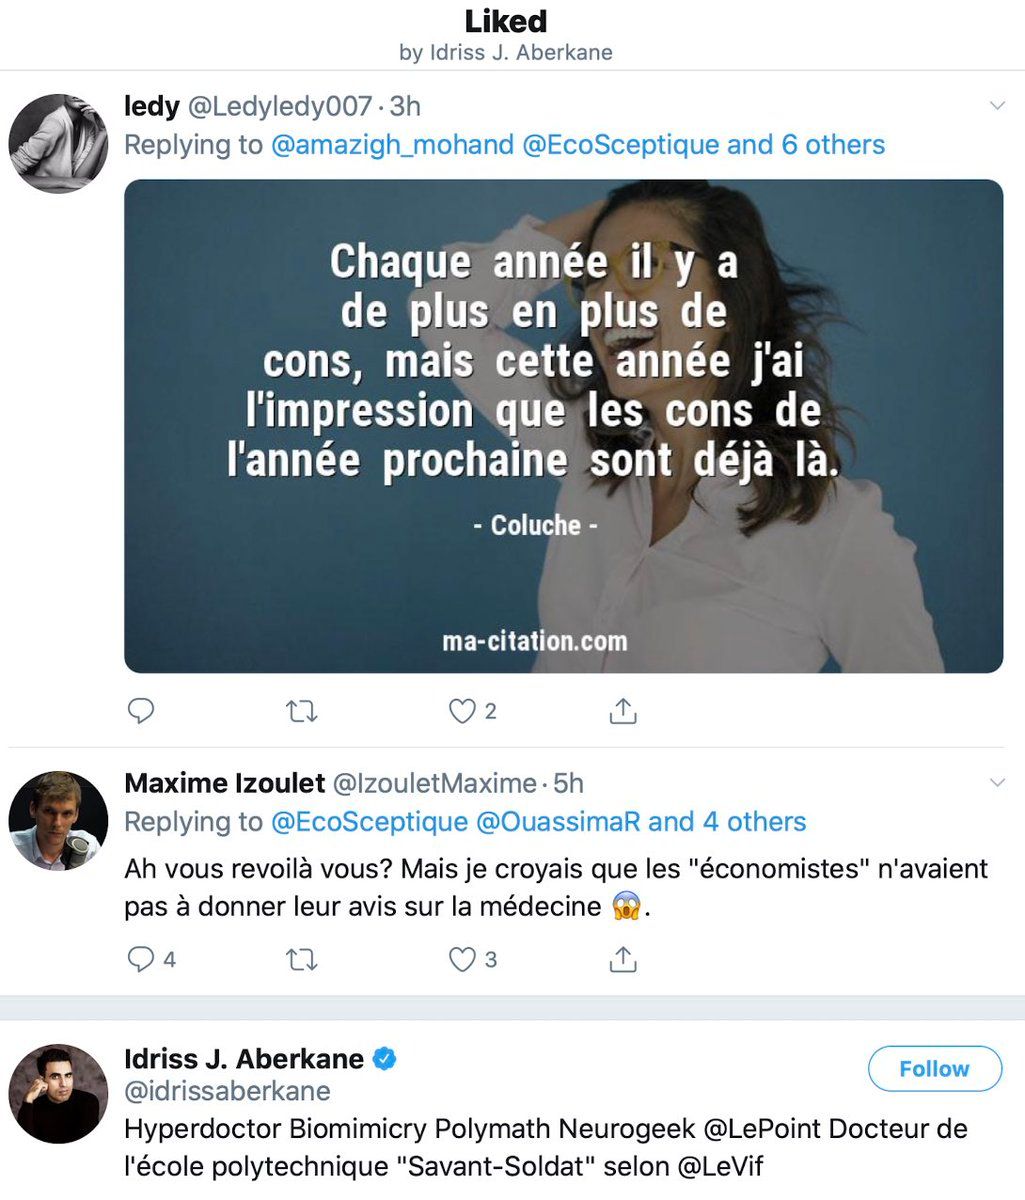 Liked
by Idriss J. Aberkane
ledy @Ledyledy007 · 3h
Replying to @amazigh_mohand @EcoSceptique and 6 others
Chaque année il y a
de plus en plus de
cons, mais cette année j'ai
l'impression que les cons de
l'année prochaine sont déjà là.
- Coluche -
ma-citation.com
2
Maxime Izoulet @IzouletMaxime · 5h
Replying to @EcoSceptique @OuassimaR and 4 others
Ah vous revoilà vous? Mais je croyais que les "économistes" n'avaient
pas à donner leur avis sur la médecine 😱.
4 3
Idriss J. Aberkane
@idrissaberkane
Follow
Hyperdoctor Biomimicry Polymath Neurogeek @LePoint Docteur de
l'école polytechnique "Savant-Soldat" selon @LeVif